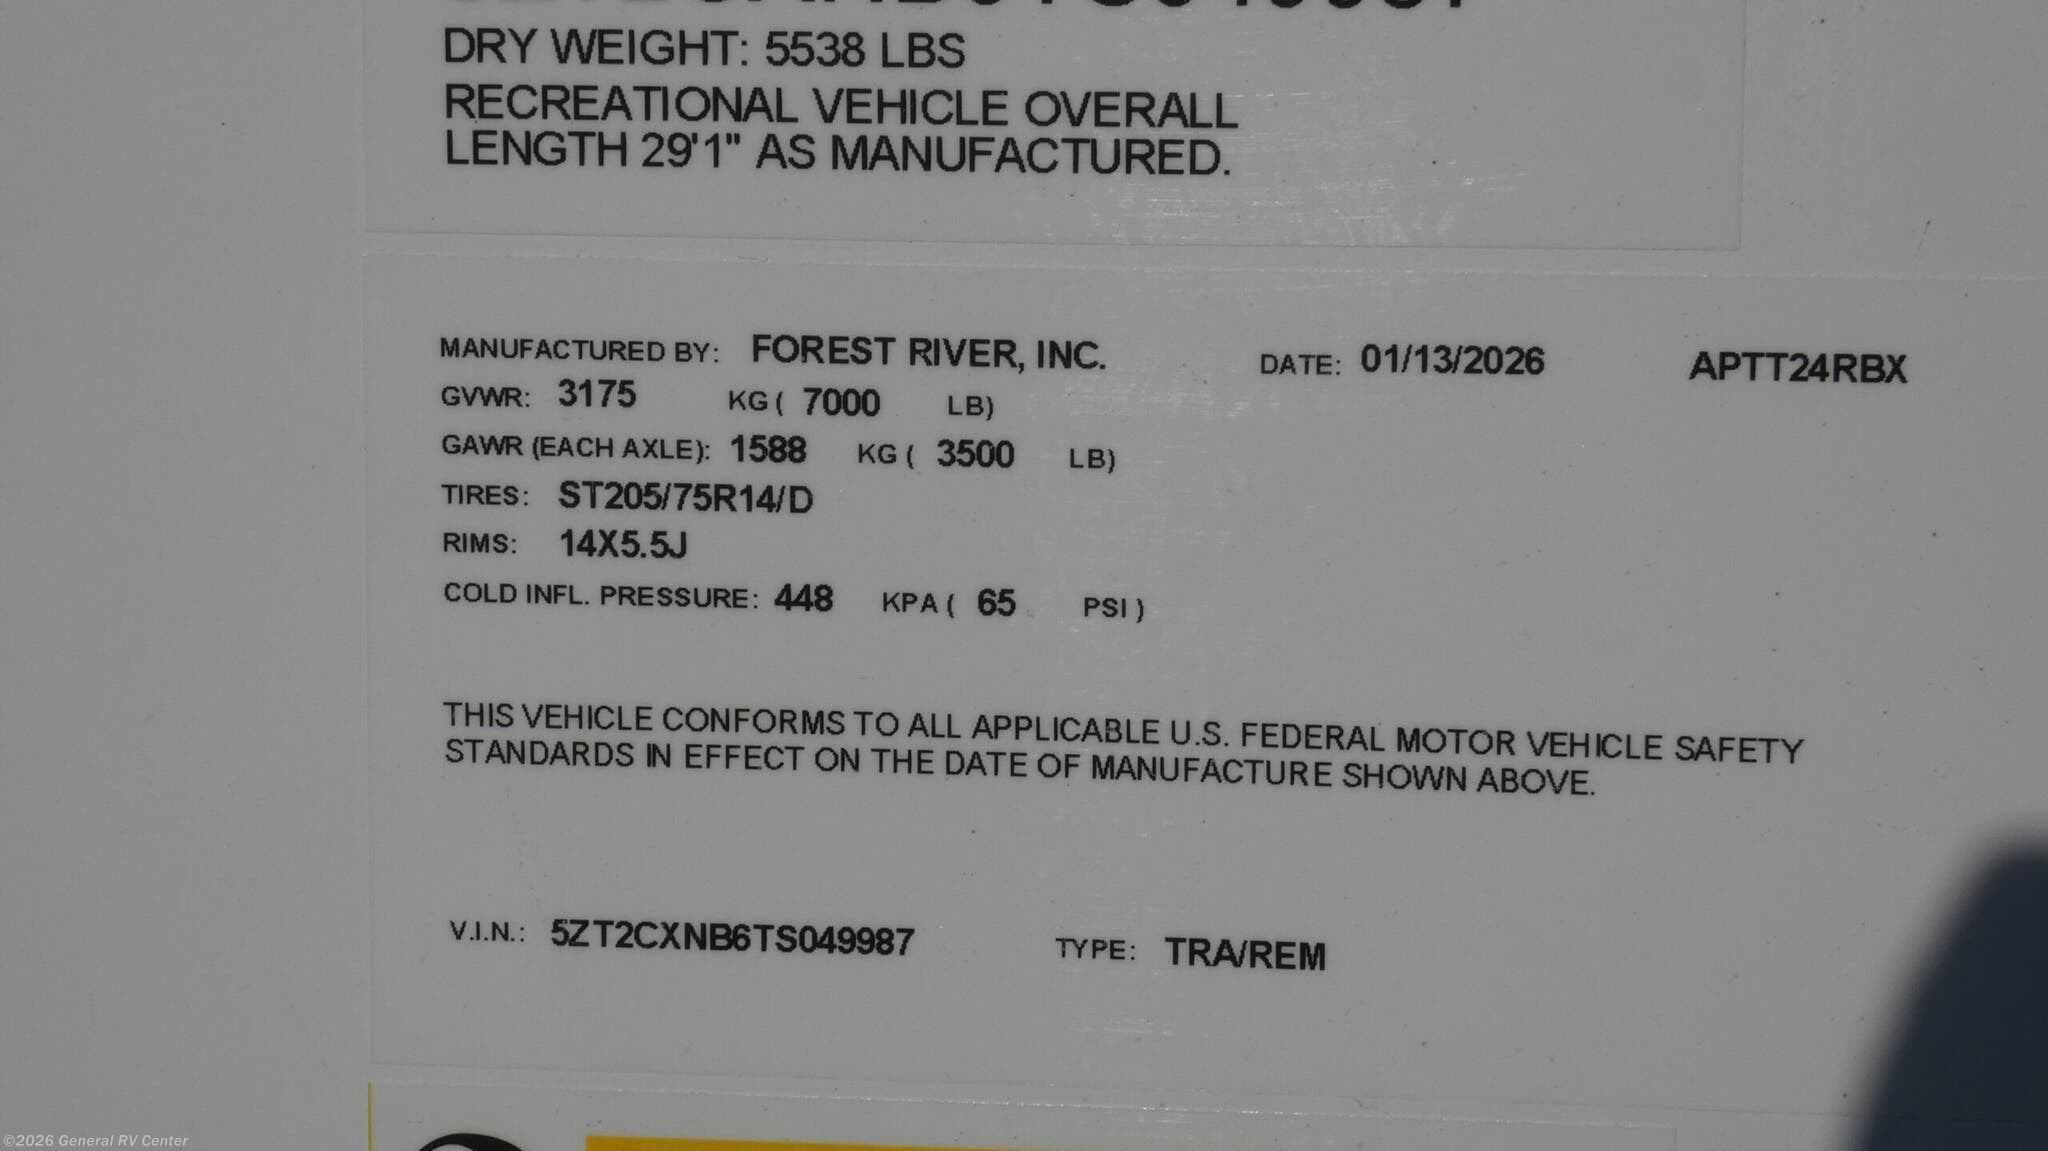 DRY WEIGHT: 5538 LBS
RECREATIONAL VEHICLE OVERALL
LENGTH 29'1" AS MANUFACTURED.
MANUFACTURED BY: FOREST RIVER, INC. DATE: 01/13/2026 APTT24RBX
GVWR: 3175 KG ( 7000 LB)
GAWR (EACH AXLE): 1588 KG ( 3500 LB)
TIRES: ST205/75R14/D
RIMS: 14X5.5J
COLD INFL. PRESSURE: 448 KPA ( 65 PSI )
THIS VEHICLE CONFORMS TO ALL APPLICABLE U.S. FEDERAL MOTOR VEHICLE SAFETY
STANDARDS IN EFFECT ON THE DATE OF MANUFACTURE SHOWN ABOVE.
V.I.N.: 5ZT2CXNB6TS049987 TYPE: TRA/REM
©2026 General RV Center